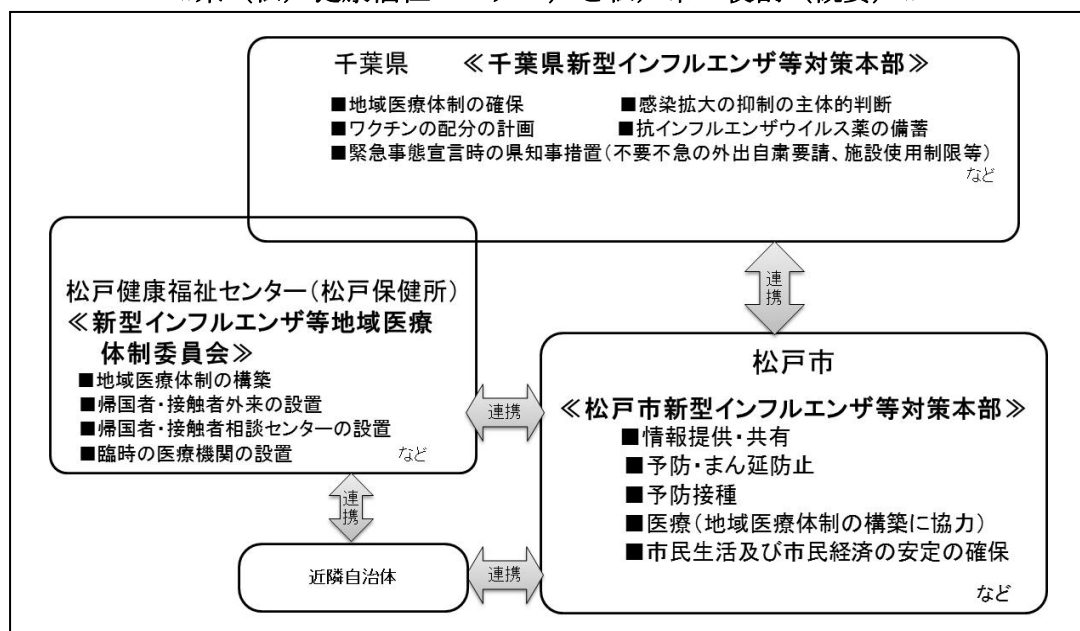 千葉県 ≪千葉県新型インフルエンザ等対策本部≫
■地域医療体制の確保 ■感染拡大の抑制の主体的判断
■ワクチンの配分の計画 ■抗インフルエンザウイルス薬の備蓄
■緊急事態宣言時の県知事措置(不要不急の外出自粛要請、施設使用制限等)
など
連携
松戸健康福祉センター(松戸保健所)
≪新型インフルエンザ等地域医療
体制委員会≫
■地域医療体制の構築
■帰国者・接触者外来の設置
■帰国者・接触者相談センターの設置
■臨時の医療機関の設置 など
連携
松戸市
≪松戸市新型インフルエンザ等対策本部≫
■情報提供・共有
■予防・まん延防止
■予防接種
■医療(地域医療体制の構築に協力)
■市民生活及び市民経済の安定の確保
など
連携
近隣自治体
連携